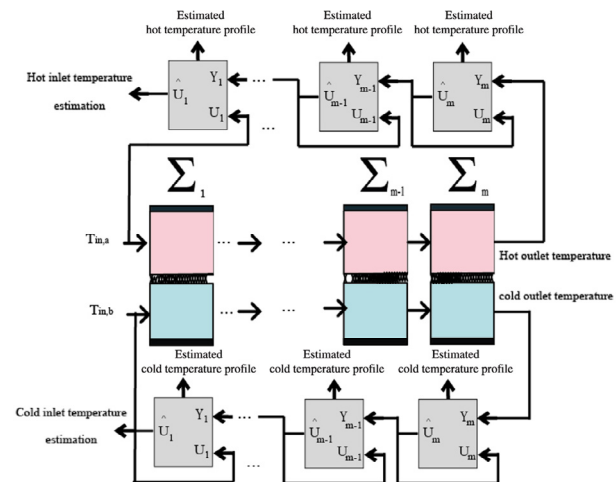 Estimated
hot temperature profile
Estimated
hot temperature profile
Estimated
hot temperature profile
Hot inlet temperature
estimation
Û1
Y1
U1
...
...
Ûm-1
Ym-1
Um-1
Ûm
Ym
Um
∑1
∑m-1
∑m
Tin,a
...
...
Hot outlet temperature
cold outlet temperature
Tin,b
...
...
Estimated
cold temperature profile
Estimated
cold temperature profile
Estimated
cold temperature profile
Cold inlet temperature
estimation
Û1
Y1
U1
...
...
Ûm-1
Ym-1
Um-1
Ûm
Ym
Um